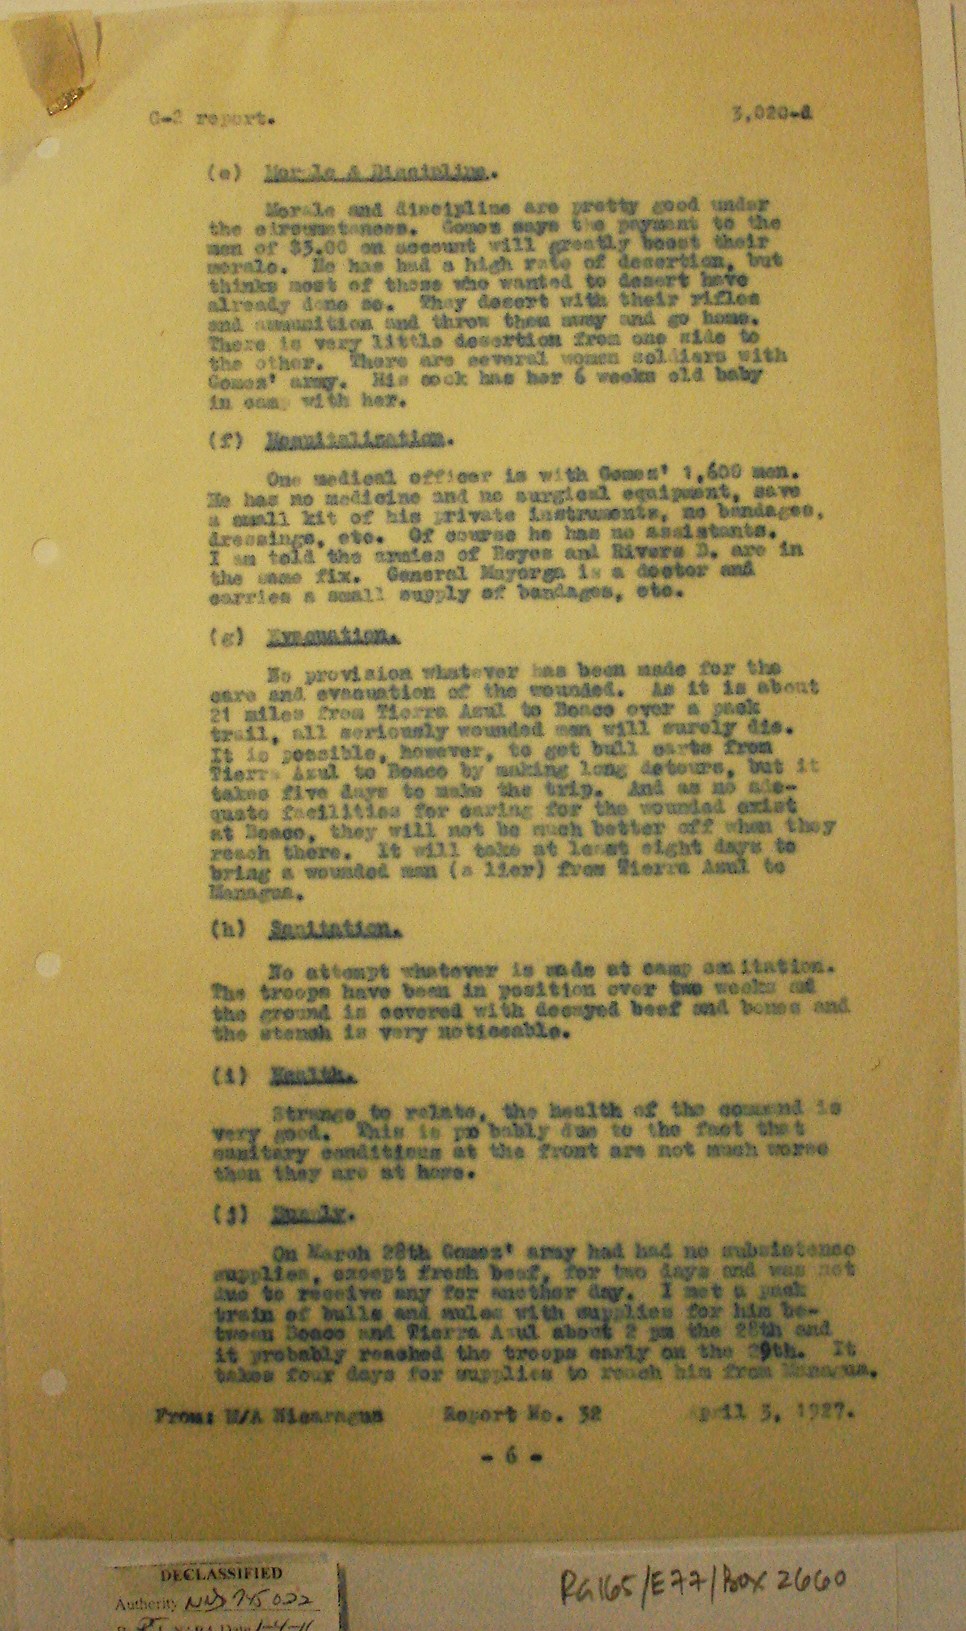 G-2 report. 3,020-d
(e) Morale & Discipline.
Morale and discipline are pretty good under
the circumstances. Gomez says the payment to the
men of $5.00 on account will greatly boost their
morale. He has had a high rate of desertion, but
thinks most of those who wanted to desert have
already done so. They desert with their rifles
and ammunition and throw them away and go home.
There is very little desertion from one side to
the other. There are several women soldiers with
Gomez' army. His cook has her 6 weeks old baby
in camp with her.
(f) Hospitalization.
One medical officer is with Gomez' 1,600 men.
He has no medicine and no surgical equipment, save
a small kit of his private instruments, no bandages,
dressings, etc. Of course he has no assistants.
I am told the armies of Reyes and Rivers D. are in
the same fix. General Mayorga is a doctor and
carries a small supply of bandages, etc.
(g) Evacuation.
No provision whatever has been made for the
care and evacuation of the wounded. As it is about
21 miles from Tierra Azul to Boaco over a pack
trail, all seriously wounded men will surely die.
It is possible, however, to get bull carts from
Tierra Azul to Boaco by making long detours, but it
takes five days to make the trip. And as no ade-
quate facilities for caring for the wounded exist
at Boaco, they will not be much better off when they
reach there. It will take at least eight days to
bring a wounded man (a lier) from Tierra Azul to
Managua.
(h) Sanitation.
No attempt whatever is made at camp sanitation.
The troops have been in position over two weeks and
the ground is covered with decayed beef and bones and
the stench is very noticeable.
(i) Health.
Strange to relate, the health of the command is
very good. This is probably due to the fact that
sanitary conditions at the front are not much worse
than they are at home.
(j) Supply.
On March 28th Gomez' army had had no subsistence
supplies, except fresh beef, for two days and was not
due to receive any for another day. I met a pack
train of bulls and mules with supplies for him be-
tween Boaco and Tierra Azul about 2 pm the 28th and
it probably reached the troops early on the 29th. It
takes four days for supplies to reach him from Managua.
From: M/A Nicaragua Report No. 32 April 3, 1927.
- 6 -
DECLASSIFIED
Authority NND 745022
RG165/E77/Box 2660